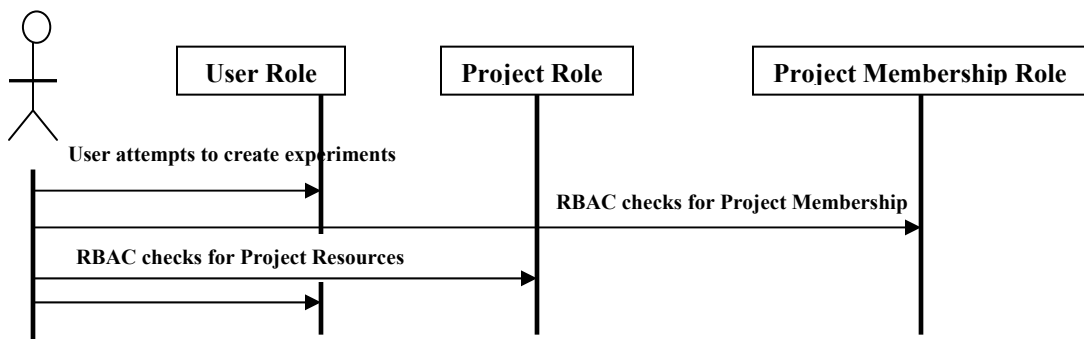 User Role
Project Role
Project Membership Role
User attempts to create experiments
RBAC checks for Project Membership
RBAC checks for Project Resources